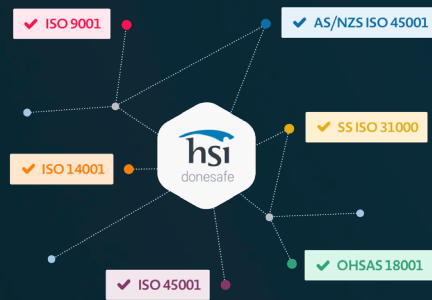 ISO 9001
AS/NZS ISO 45001
hsi
donesafe
SS ISO 31000
ISO 14001
OHSAS 18001
ISO 45001